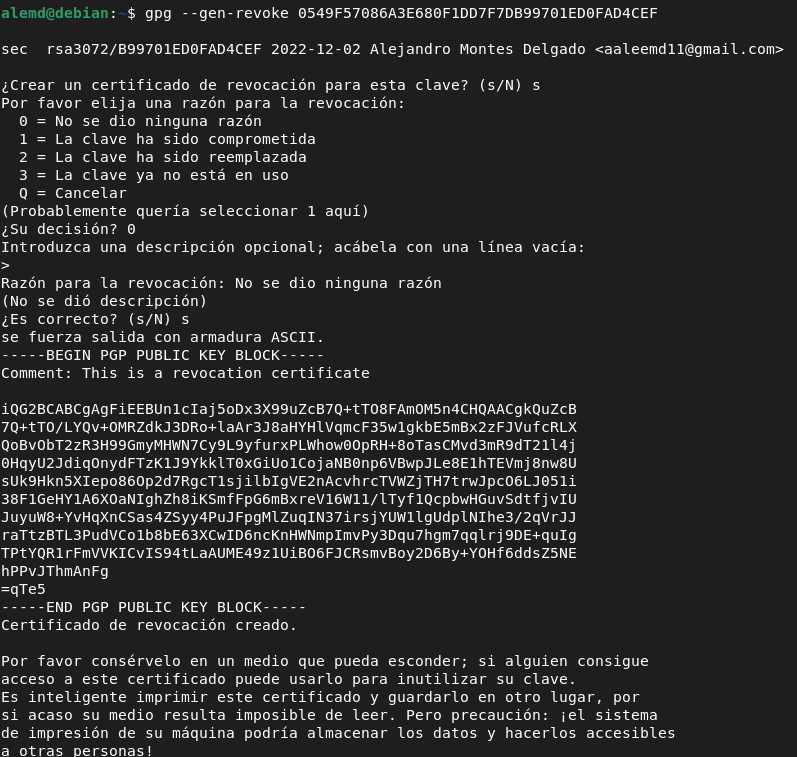 alemd@debian:~$ gpg --gen-revoke 0549F57086A3E680F1DD7F7DB99701ED0FAD4CEF
sec  rsa3072/B99701ED0FAD4CEF 2022-12-02 Alejandro Montes Delgado <aaleemd11@gmail.com>
¿Crear un certificado de revocación para esta clave? (s/N) s
Por favor elija una razón para la revocación:
  0 = No se dio ninguna razón
  1 = La clave ha sido comprometida
  2 = La clave ha sido reemplazada
  3 = La clave ya no está en uso
  Q = Cancelar
(Probablemente quería seleccionar 1 aquí)
¿Su decisión? 0
Introduzca una descripción opcional; acábela con una línea vacía:
>
Razón para la revocación: No se dio ninguna razón
(No se dió descripción)
¿Es correcto? (s/N) s
se fuerza salida con armadura ASCII.
-----BEGIN PGP PUBLIC KEY BLOCK-----
Comment: This is a revocation certificate
iQG2BCABCgAgFiEEBUn1cIaj5oDx3X99uZcB7Q+tTO8FAmOM5n4CHQAACgkQuZcB
7Q+tTO/LYQv+OMRZdkJ3DRo+laAr3J8aHYHlVqmcF35w1gkbE5mBx2zFJVufcRLX
QoBvObT2zR3H99GmyMHWN7Cy9L9yfurxPLWhow0OpRH+8oTasCMvd3mR9dT21l4j
0HqyU2JdiqOnydFTzK1J9YkklT0xGiUo1CojaNB0np6VBwpJLe8E1hTEVmj8nw8U
sUk9Hkn5XIepo86Op2d7RgcT1sjilbIgVE2nAcvhrcTVWZjTH7trwJpcO6LJ051i
38F1GeHY1A6XOaNIghZh8iKSmfFpG6mBxreV16W11/lTyf1QcpbwHGuvSdtfjvIU
JuyuW8+YvHqXnCSas4ZSyy4PuJFpgMlZuqIN37irsjYUW1lgUdplNIhe3/2qVrJJ
raTtzBTL3PudVCo1b8bE63XCwID6ncKnHWNmpImvPy3Dqu7hgm7qqlrj9DE+quIg
TPtYQR1rFmVVKICvIS94tLaAUME49z1UiBO6FJCRsmvBoy2D6By+YOHf6ddsZ5NE
hPPvJThmAnFg
=qTe5
-----END PGP PUBLIC KEY BLOCK-----
Certificado de revocación creado.
Por favor consérvelo en un medio que pueda esconder; si alguien consigue
acceso a este certificado puede usarlo para inutilizar su clave.
Es inteligente imprimir este certificado y guardarlo en otro lugar, por
si acaso su medio resulta imposible de leer. Pero precaución: ¡el sistema
de impresión de su máquina podría almacenar los datos y hacerlos accesibles
a otras personas!